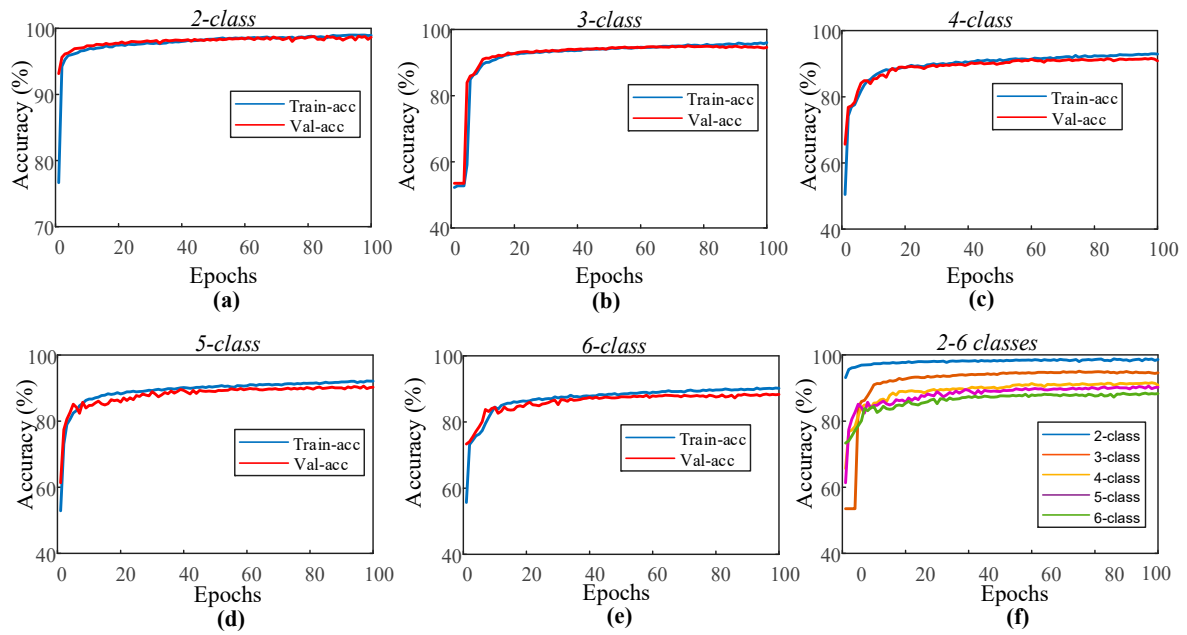 2-class
Accuracy (%)
100
90
80
70
0 20 40 60 80 100
Train-acc
Val-acc
Epochs
(a)
3-class
Accuracy (%)
100
80
60
40
0 20 40 60 80 100
Train-acc
Val-acc
Epochs
(b)
4-class
Accuracy (%)
100
80
60
40
0 20 40 60 80 100
Train-acc
Val-acc
Epochs
(c)
5-class
Accuracy (%)
100
80
60
40
0 20 40 60 80 100
Train-acc
Val-acc
Epochs
(d)
6-class
Accuracy (%)
100
80
60
40
0 20 40 60 80 100
Train-acc
Val-acc
Epochs
(e)
2-6 classes
Accuracy (%)
100
80
60
40
0 20 40 60 80 100
2-class
3-class
4-class
5-class
6-class
Epochs
(f)